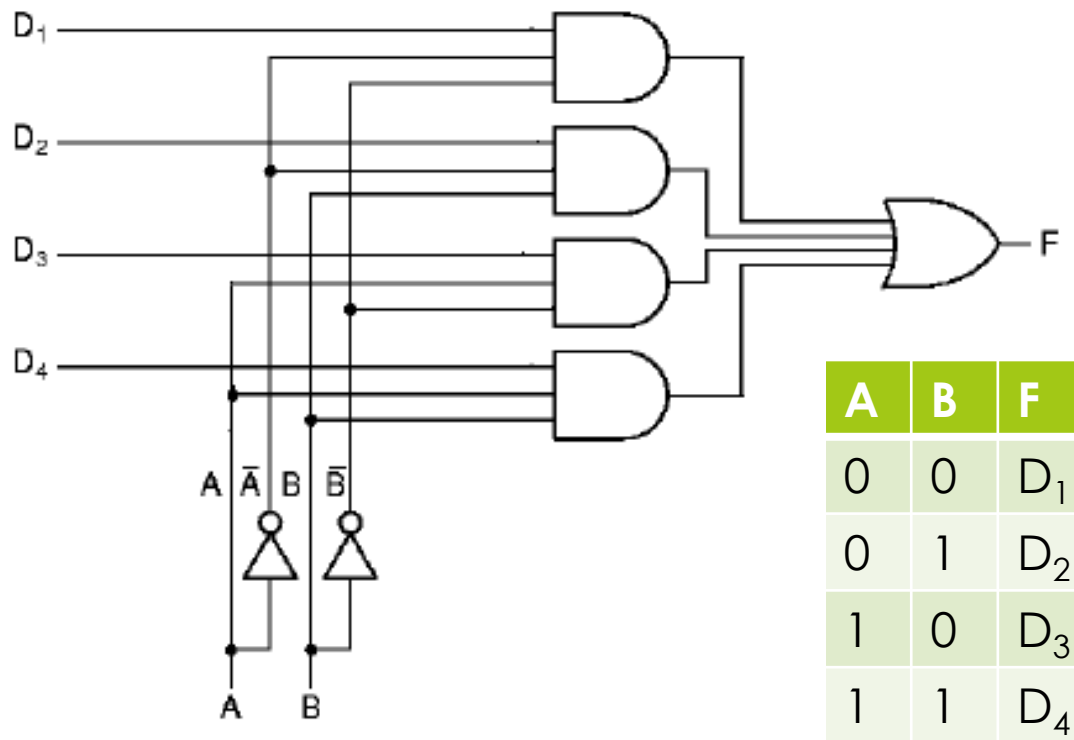 D₁
D₂
D₃
F
D₄
A Ā B B̄
A B
A B F
0 0 D₁
0 1 D₂
1 0 D₃
1 1 D₄